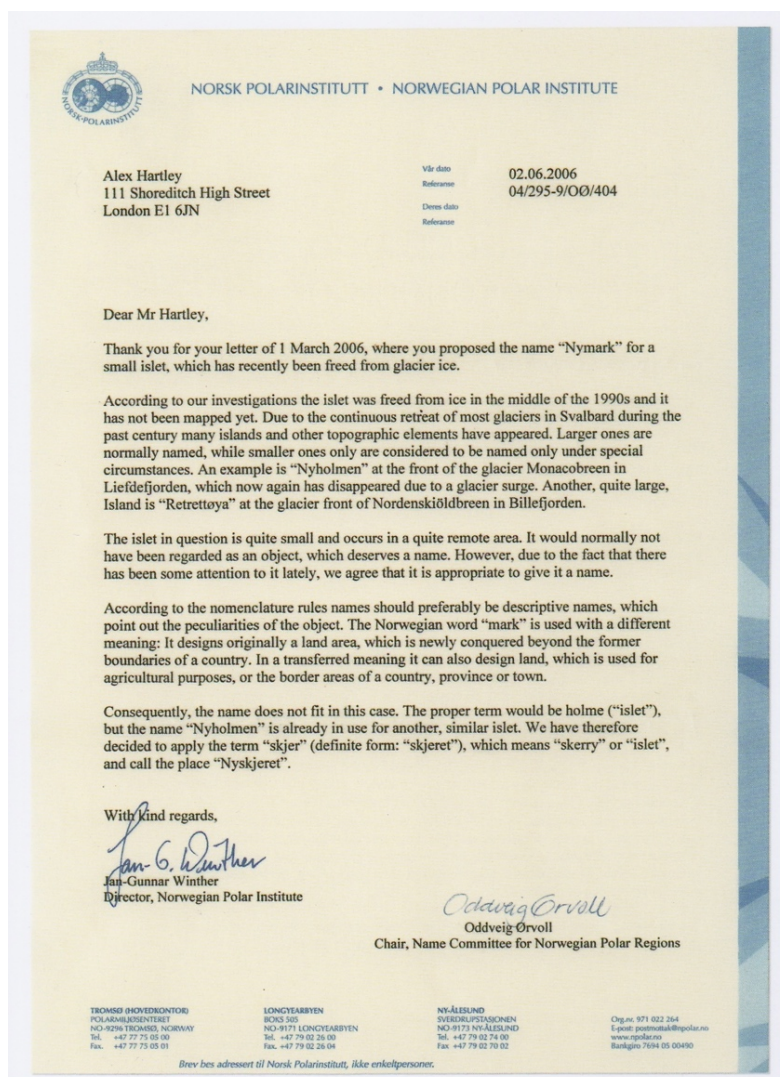 NORSK POLARINSTITUTT • NORWEGIAN POLAR INSTITUTE
NORSK-POLARINSTITUTT
Alex Hartley
111 Shoreditch High Street
London E1 6JN
Vår dato 02.06.2006
Referanse 04/295-9/OØ/404
Deres dato
Referanse
Dear Mr Hartley,
Thank you for your letter of 1 March 2006, where you proposed the name “Nymark” for a
small islet, which has recently been freed from glacier ice.
According to our investigations the islet was freed from ice in the middle of the 1990s and it
has not been mapped yet. Due to the continuous retreat of most glaciers in Svalbard during the
past century many islands and other topographic elements have appeared. Larger ones are
normally named, while smaller ones only are considered to be named only under special
circumstances. An example is “Nyholmen” at the front of the glacier Monacobreen in
Liefdefjorden, which now again has disappeared due to a glacier surge. Another, quite large,
Island is “Retrettøya” at the glacier front of Nordenskiöldbreen in Billefjorden.
The islet in question is quite small and occurs in a quite remote area. It would normally not
have been regarded as an object, which deserves a name. However, due to the fact that there
has been some attention to it lately, we agree that it is appropriate to give it a name.
According to the nomenclature rules names should preferably be descriptive names, which
point out the peculiarities of the object. The Norwegian word “mark” is used with a different
meaning: It designs originally a land area, which is newly conquered beyond the former
boundaries of a country. In a transferred meaning it can also design land, which is used for
agricultural purposes, or the border areas of a country, province or town.
Consequently, the name does not fit in this case. The proper term would be holme (“islet”),
but the name “Nyholmen” is already in use for another, similar islet. We have therefore
decided to apply the term “skjer” (definite form: “skjeret”), which means “skerry” or “islet”,
and call the place “Nyskjeret”.
With kind regards,
Jan-G. Winther
Jan-Gunnar Winther
Director, Norwegian Polar Institute
Oddveig Ørvoll
Oddveig Ørvoll
Chair, Name Committee for Norwegian Polar Regions
TROMSØ (HOVEDKONTOR)
POLARMILJØSENTERET
NO-9296 TROMSØ, NORWAY
Tel. +47 77 75 05 00
Fax. +47 77 75 05 01
LONGYEARBYEN
BOKS 505
NO-9171 LONGYEARBYEN
Tel. +47 79 02 26 00
Fax. +47 79 02 26 04
NY-ÅLESUND
SVERDRUPSTASJONEN
NO-9173 NY-ÅLESUND
Tel. +47 79 02 74 00
Fax +47 79 02 70 02
Org.nr. 971 022 264
E-post: postmottak@npolar.no
www.npolar.no
Bankgiro 7694 05 00490
Brev bes adressert til Norsk Polarinstitutt, ikke enkeltpersoner.